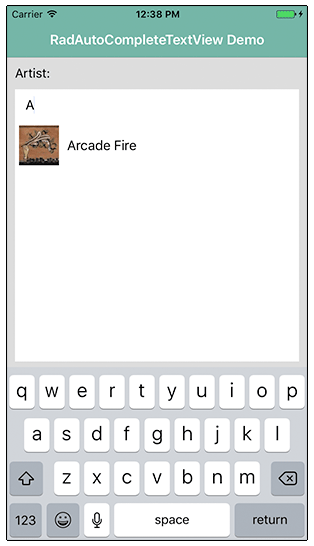 Carrier 12:38 PM
RadAutoCompleteTextView Demo
Artist:
A
Arcade Fire
q w e r t y u i o p
a s d f g h j k l
z x c v b n m
123 space return